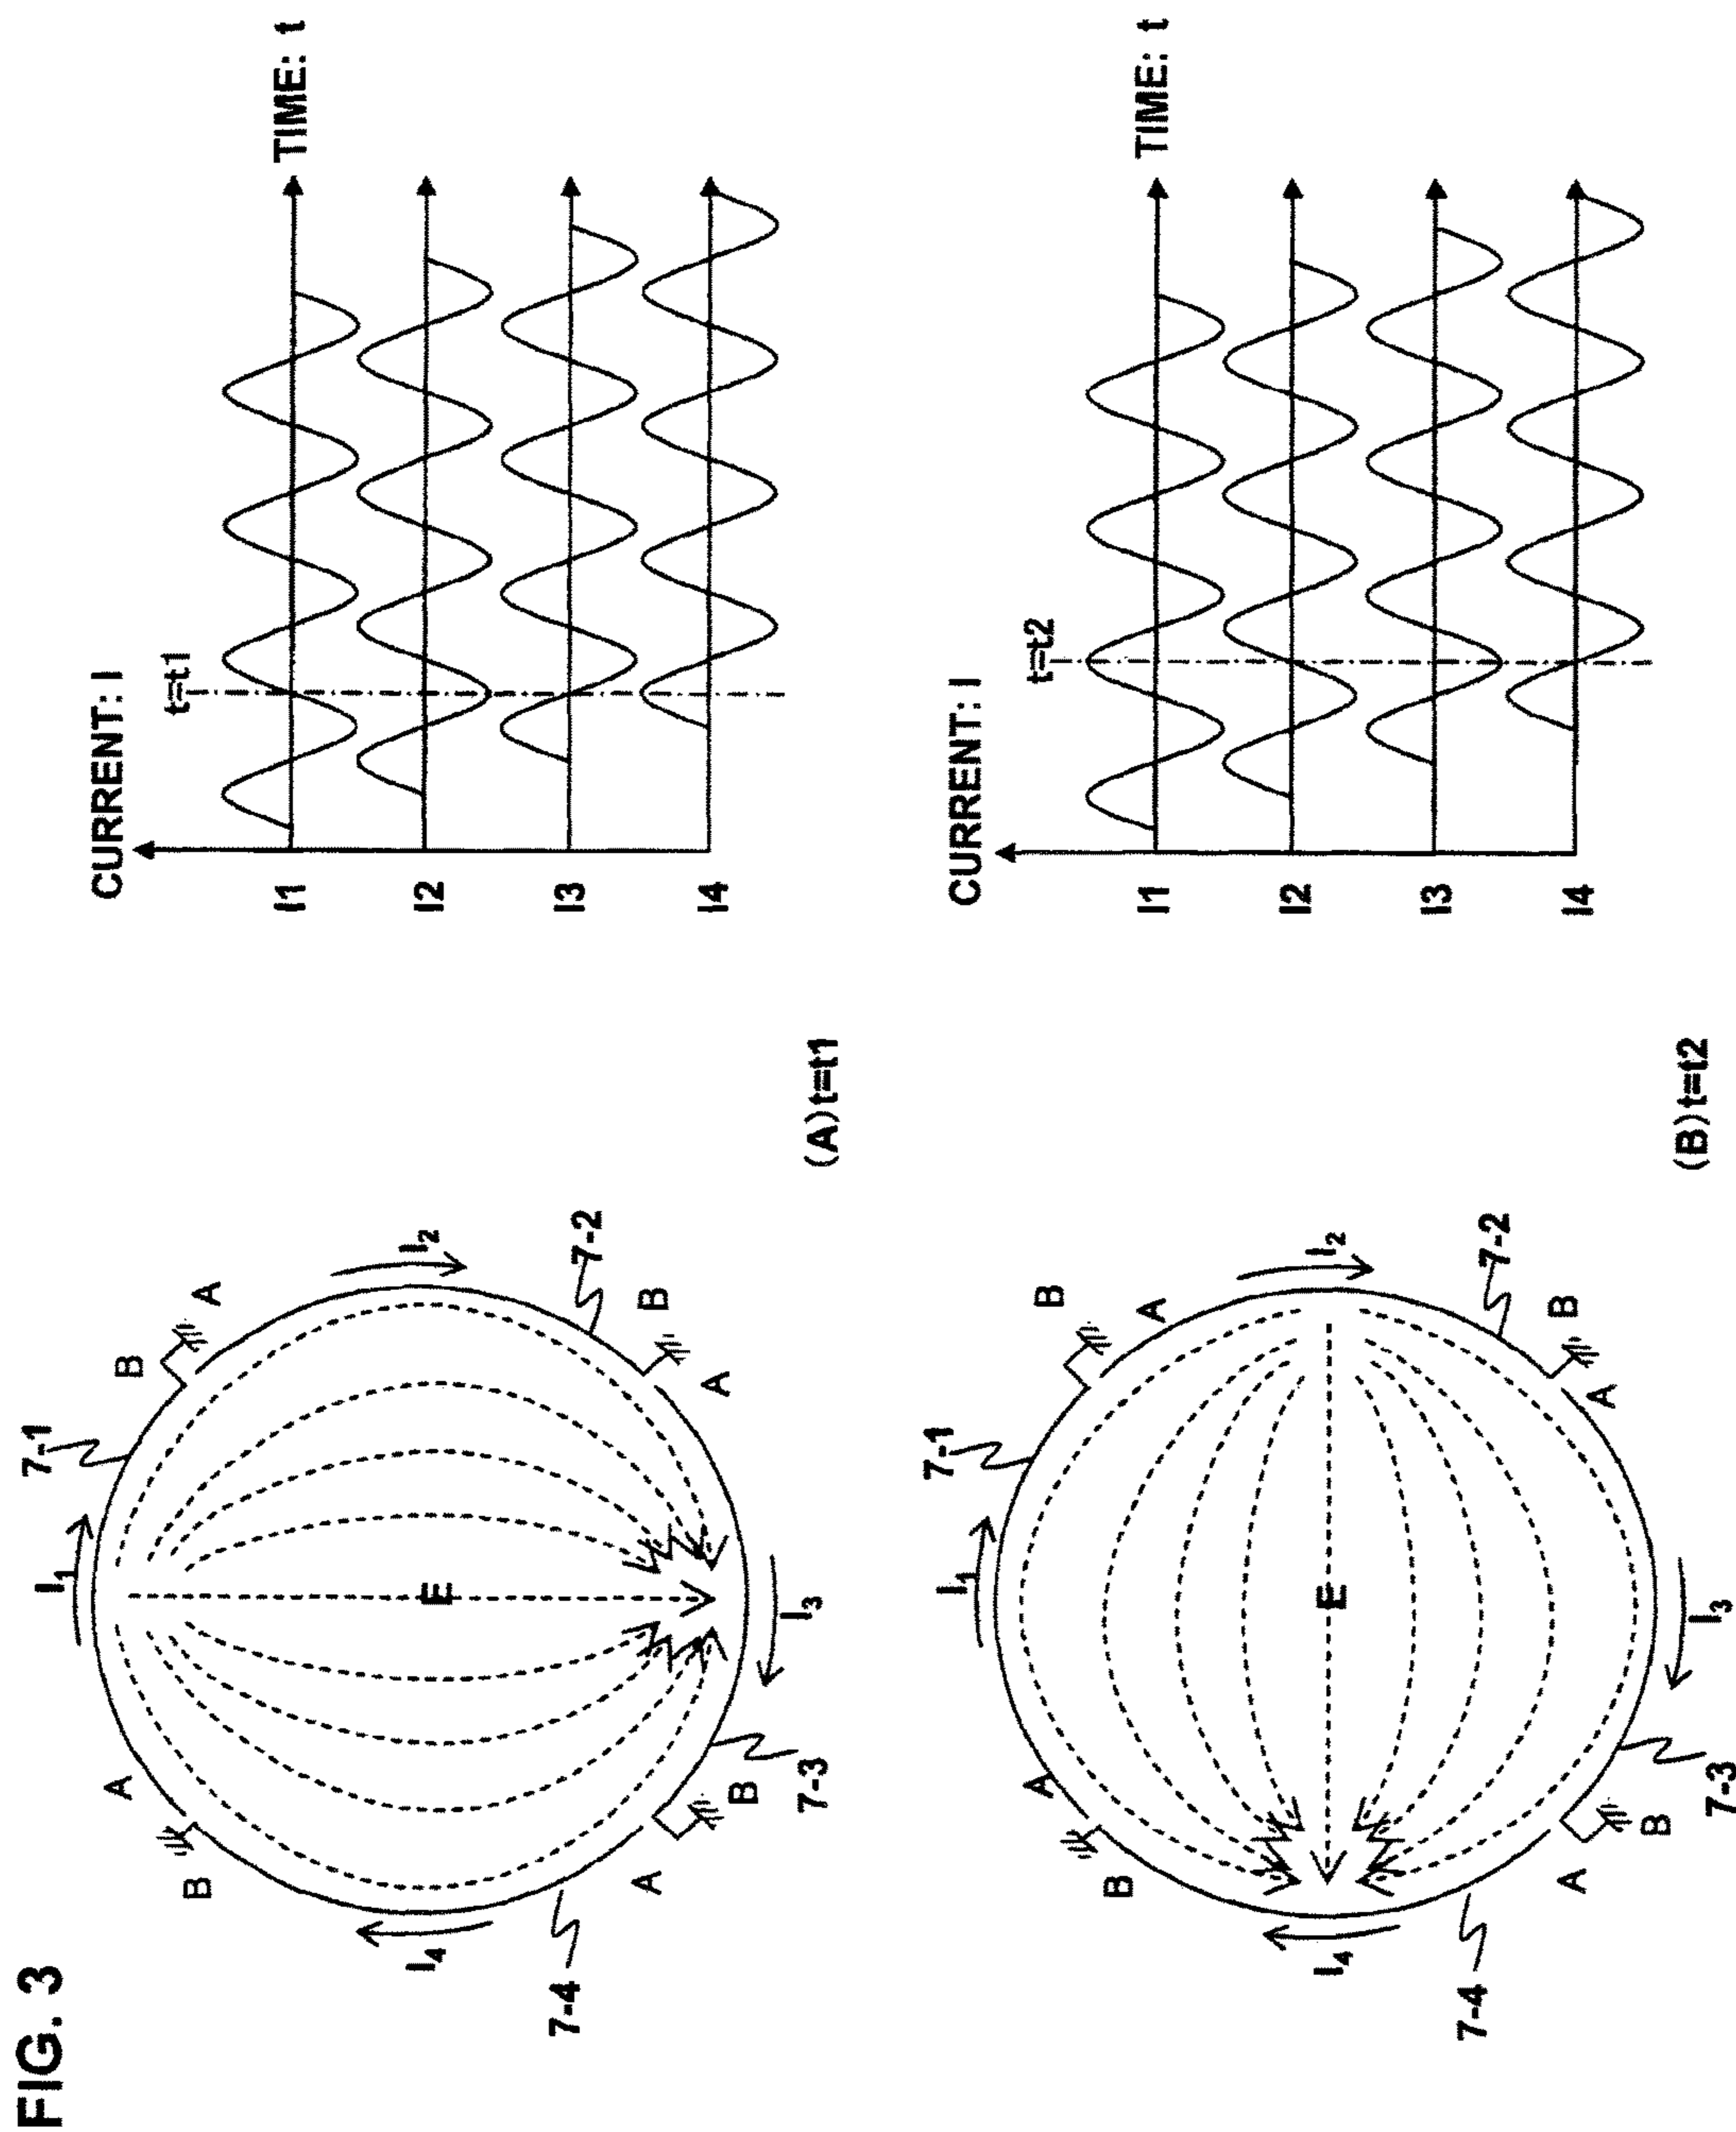 FIG. 3
I1
7-1
A
B
B
A
I4
I2
E
7-4
7-2
A
B
B
A
7-3
I3
(A)t=t1
CURRENT: I
t=t1
I1
TIME: t
I2
I3
I4
I1
7-1
A
B
B
A
I4
I2
E
7-4
7-2
A
B
B
A
7-3
I3
(B)t=t2
CURRENT: I
t=t2
I1
TIME: t
I2
I3
I4